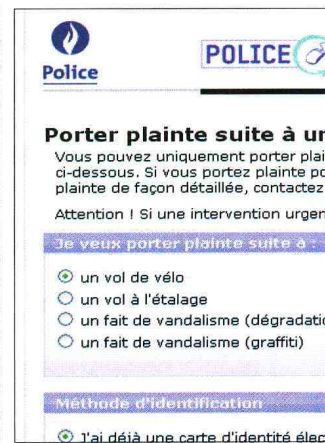 Police
POLICE
Porter plainte suite à un
Vous pouvez uniquement porter plai
ci-dessous. Si vous portez plainte po
plainte de façon détaillée, contactez
Attention ! Si une intervention urgen
Je veux porter plainte suite à :
un vol de vélo
un vol à l'étalage
un fait de vandalisme (dégradatio
un fait de vandalisme (graffiti)
Méthode d'identification
J'ai déjà une carte d'identité élec